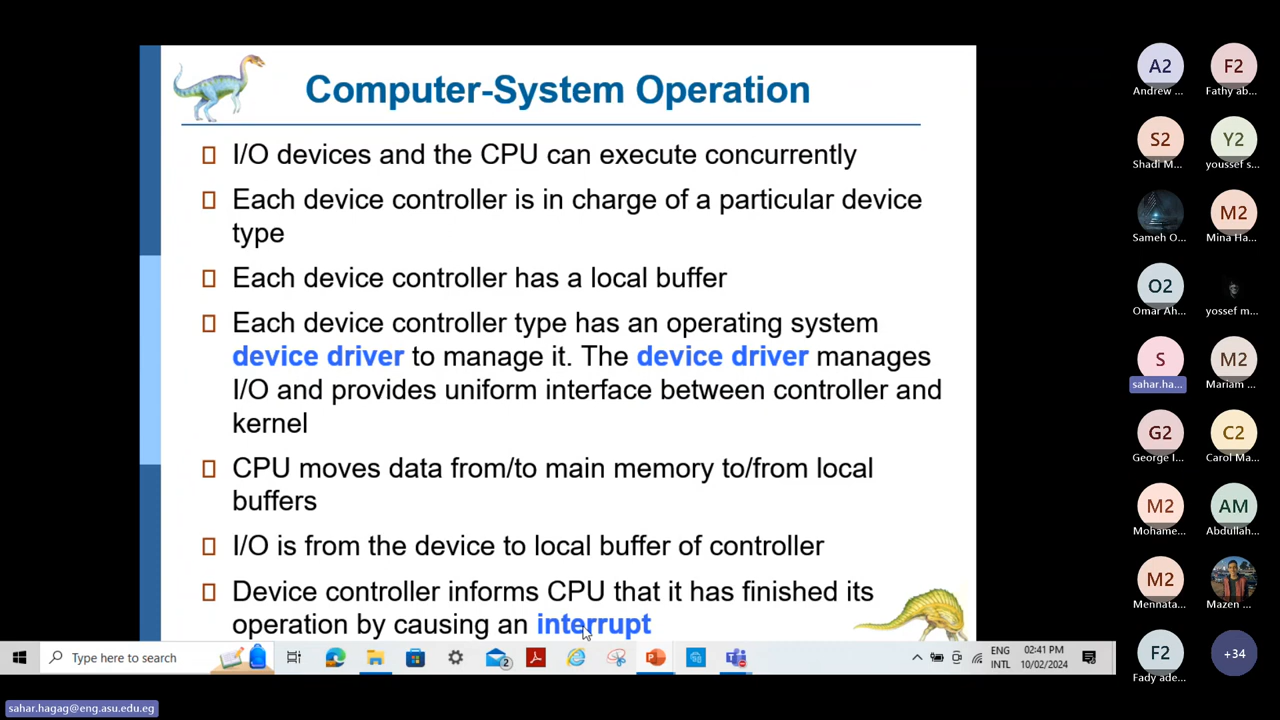 Computer-System Operation
I/O devices and the CPU can execute concurrently
Each device controller is in charge of a particular device
type
Each device controller has a local buffer
Each device controller type has an operating system
device driver to manage it. The device driver manages
I/O and provides uniform interface between controller and
kernel
CPU moves data from/to main memory to/from local
buffers
I/O is from the device to local buffer of controller
Device controller informs CPU that it has finished its
operation by causing an interrupt
Type here to search
2
ENG
INTL
02:41 PM
10/02/2024
A2
Andrew ...
F2
Fathy ab...
S2
Shadi M...
Y2
youssef s...
Sameh O...
M2
Mina Ha...
O2
Omar Ah...
yossef m...
S
sahar.ha...
M2
Mariam ...
G2
George I...
C2
Carol Ma...
M2
Mohame...
AM
Abdullah...
M2
Mennata...
Mazen ...
F2
Fady ade...
+34
sahar.hagag@eng.asu.edu.eg